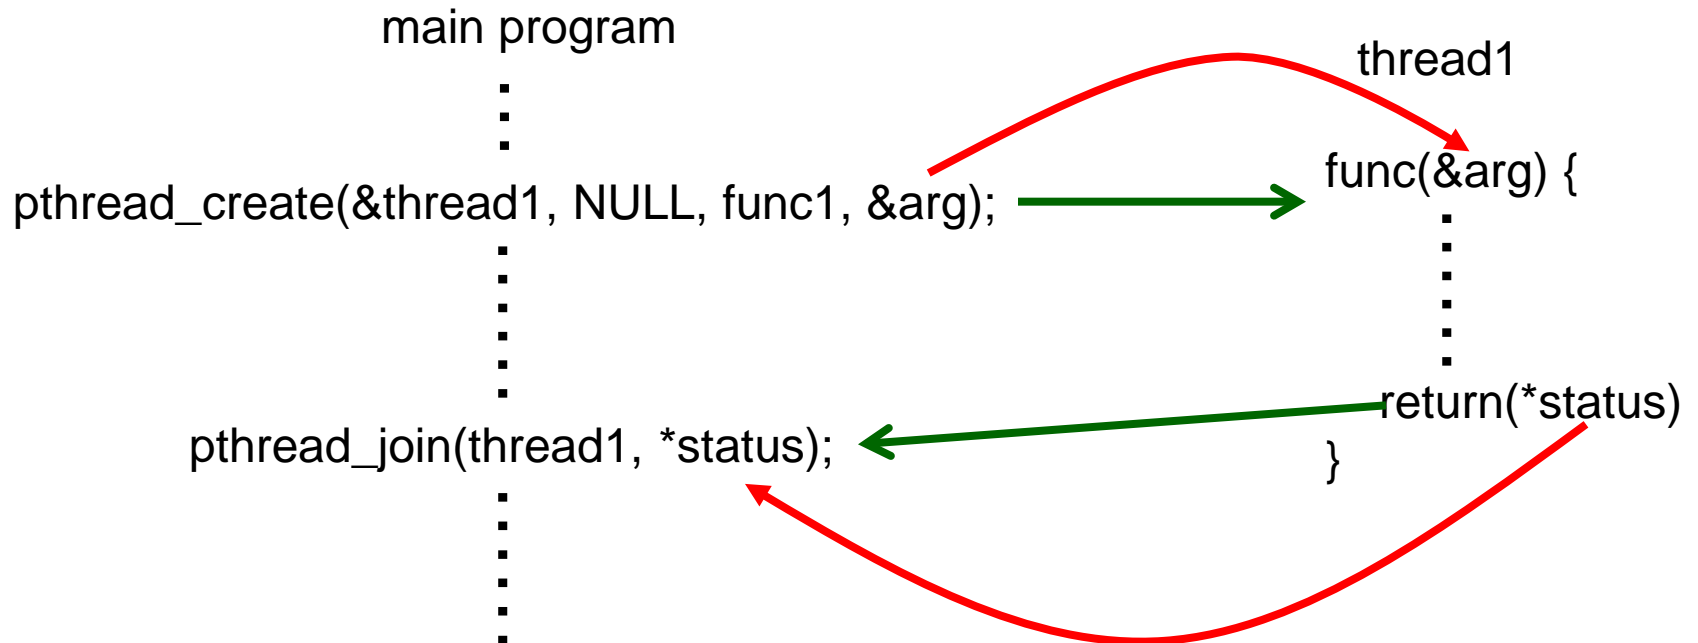 main program
thread1
func(&arg) {
pthread_create(&thread1, NULL, func1, &arg);
return(*status)
pthread_join(thread1, *status);
}